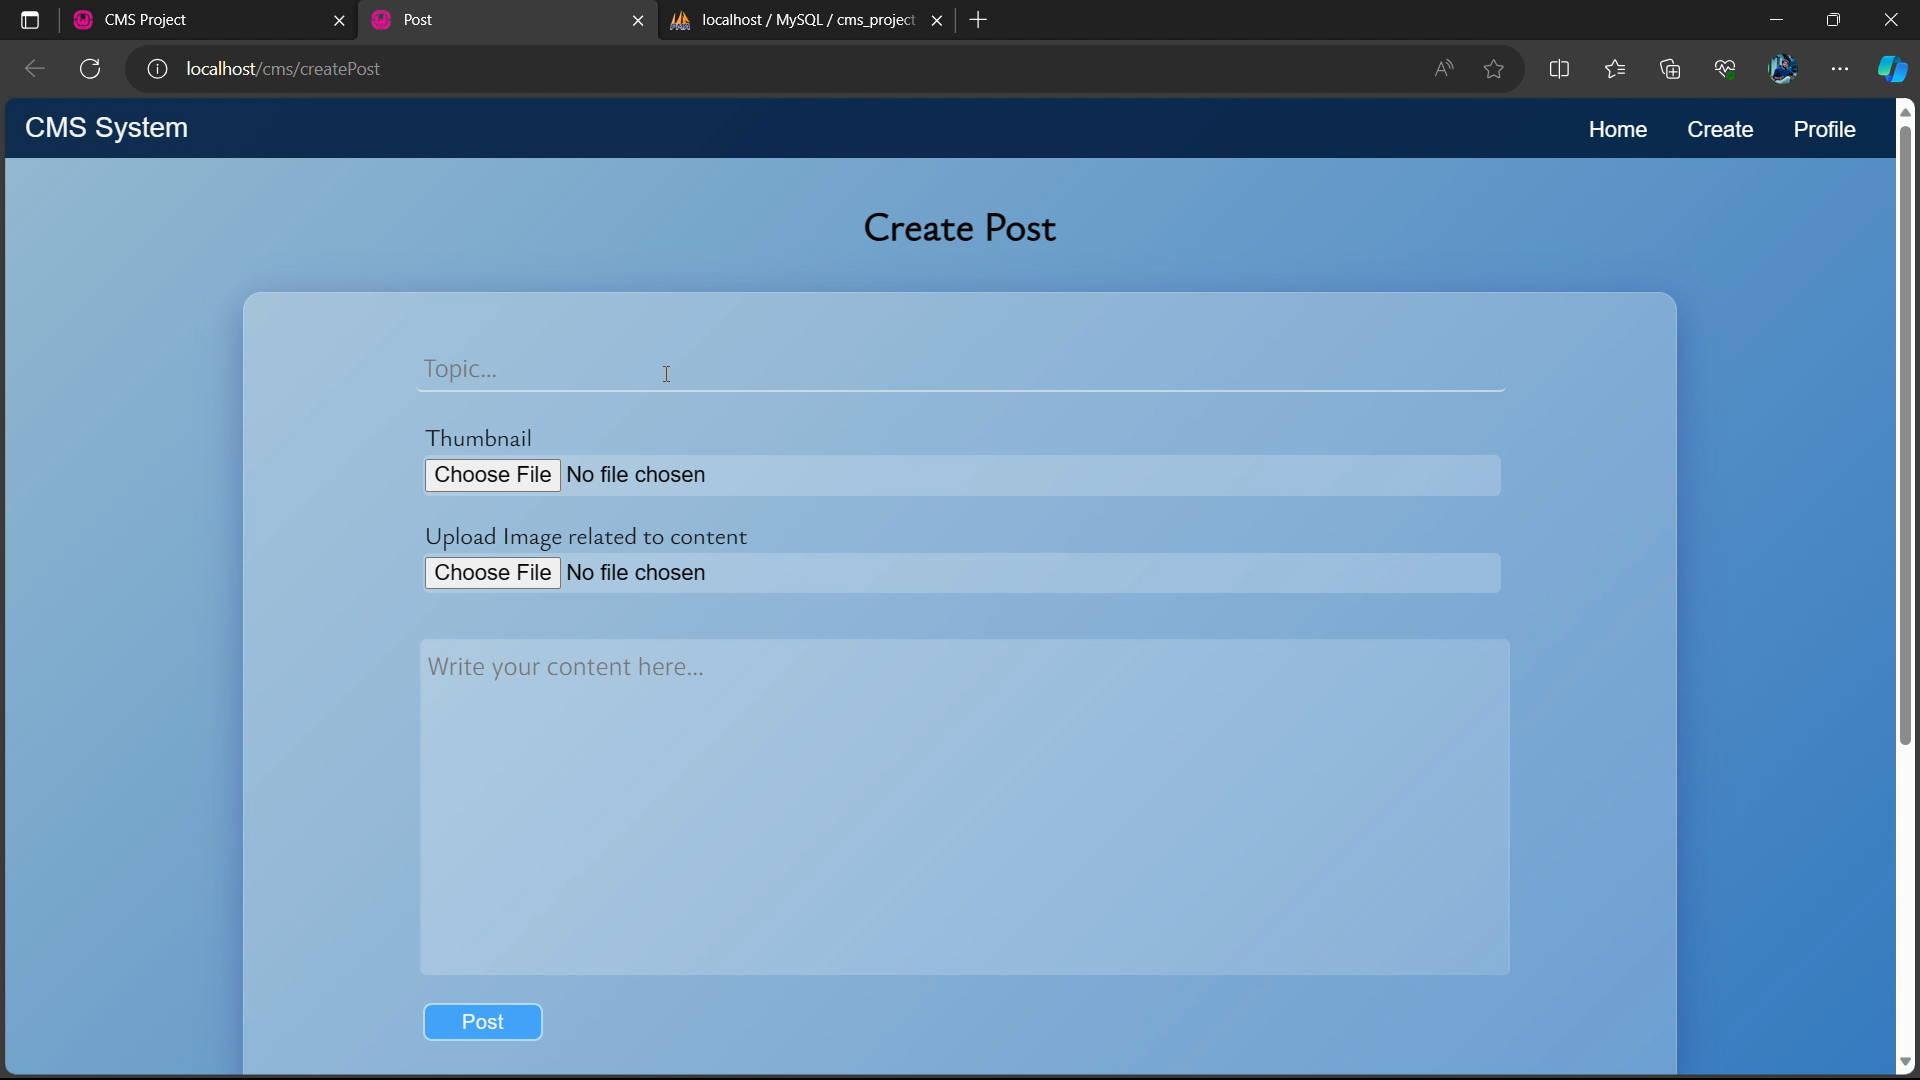 CMS Project
Post
localhost / MySQL / cms_project
localhost/cms/createPost
CMS System
Home
Create
Profile
Create Post
Topic...
Thumbnail
Choose File No file chosen
Upload Image related to content
Choose File No file chosen
Write your content here...
Post